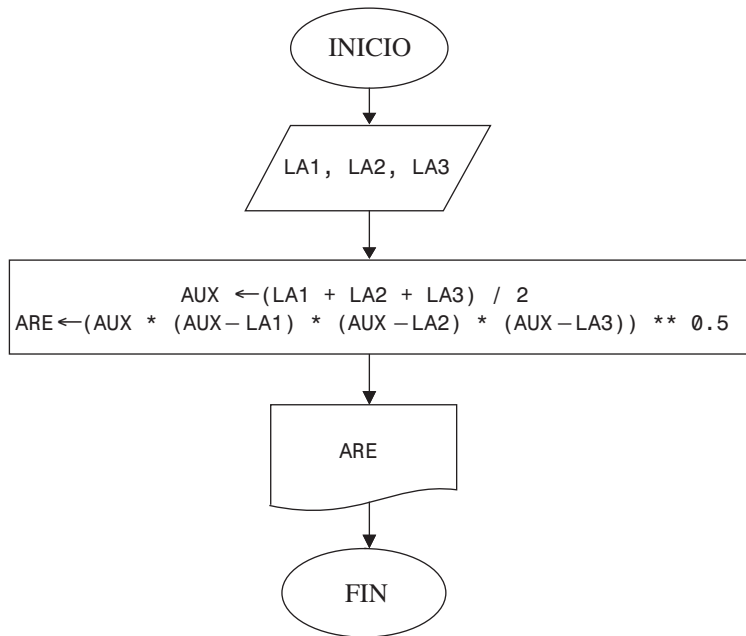 INICIO
LA1, LA2, LA3
AUX ←(LA1 + LA2 + LA3) / 2
ARE←(AUX * (AUX−LA1) * (AUX −LA2) * (AUX−LA3)) ** 0.5
ARE
FIN